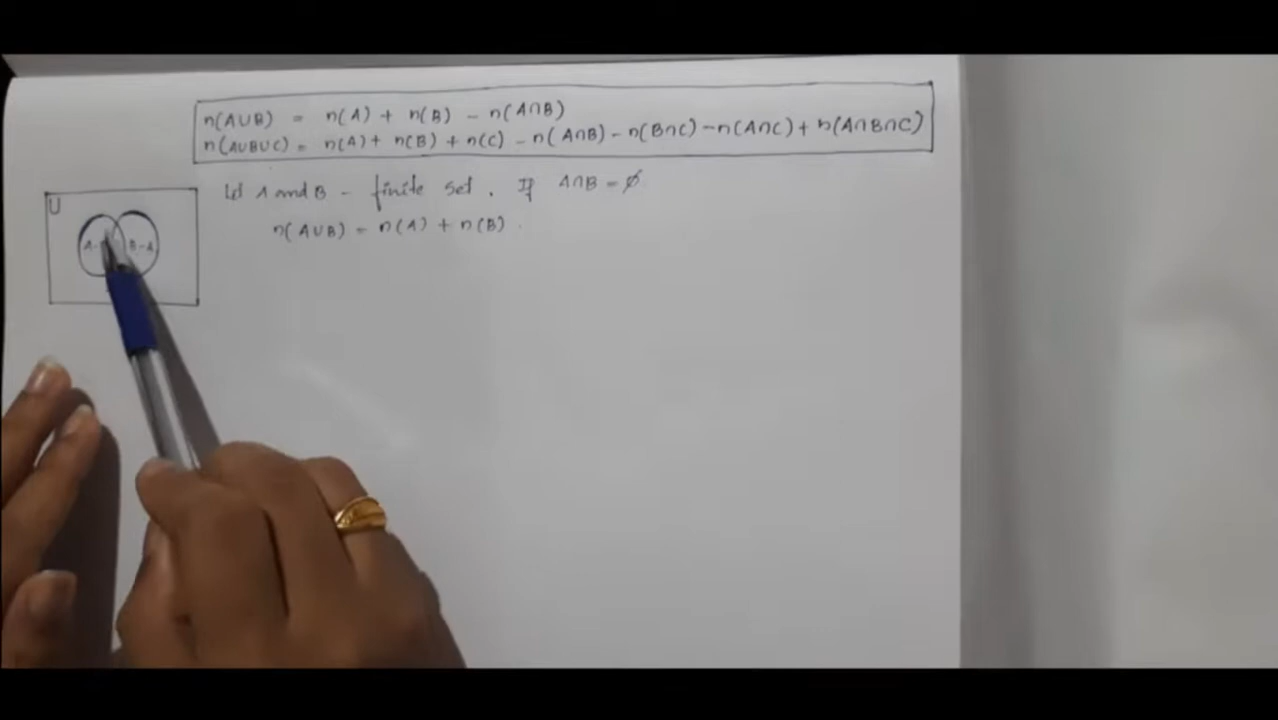 n(A∪B) = n(A) + n(B) - n(A∩B)
n(A∪B∪C) = n(A) + n(B) + n(C) - n(A∩B) - n(B∩C) - n(A∩C) + n(A∩B∩C)
Let A and B - finite set. If A∩B = ϕ
n(A∪B) = n(A) + n(B).
U
A- B-A